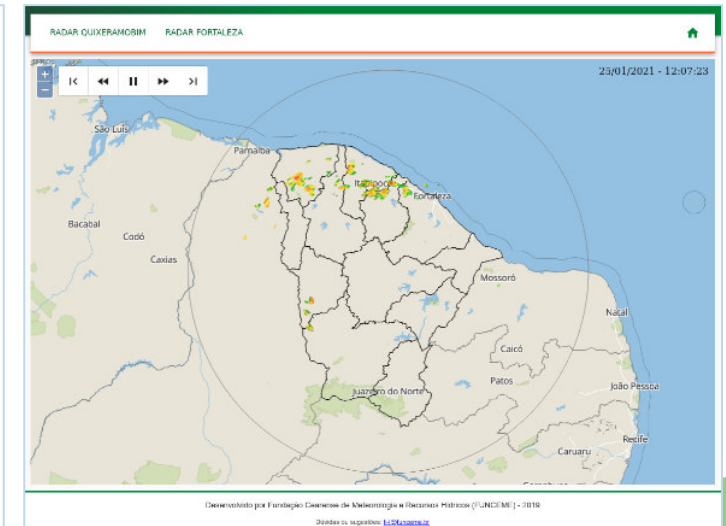 RADAR QUIXERAMOBIM RADAR FORTALEZA
25/01/2021 - 12:07:23
São Luís
Parnaíba
Fortaleza
Bacabal
Codó
Caxias
Mossoró
Natal
Caicó
Patos
Juazeiro do Norte
João Pessoa
Recife
Caruaru
Desenvolvido por Fundação Cearense de Meteorologia e Recursos Hídricos (FUNCEME) - 2019
Dúvidas ou sugestões: